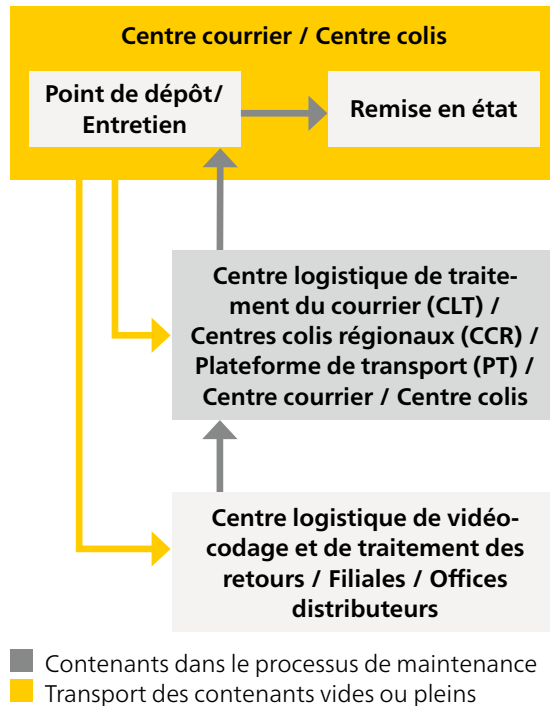 Centre courrier / Centre colis
Point de dépôt/
Entretien
Remise en état
Centre logistique de traite-
ment du courrier (CLT) /
Centres colis régionaux (CCR) /
Plateforme de transport (PT) /
Centre courrier / Centre colis
Centre logistique de vidéo-
codage et de traitement des
retours / Filiales / Offices
distributeurs
Contenants dans le processus de maintenance
Transport des contenants vides ou pleins